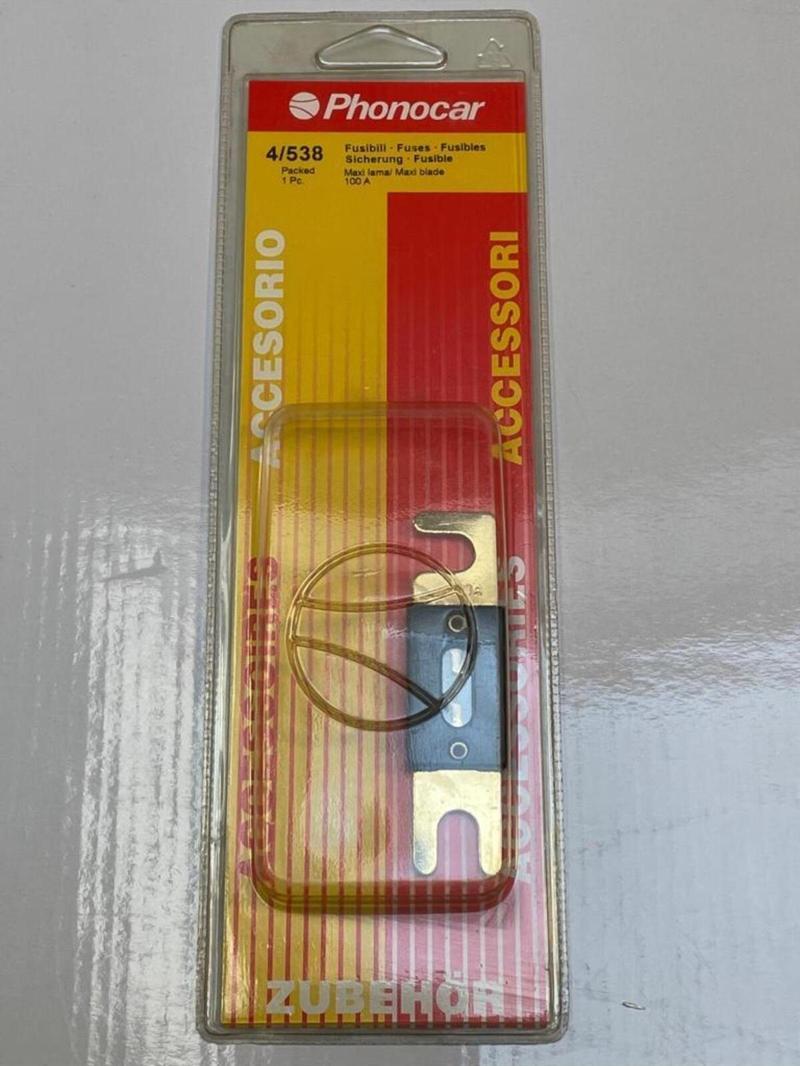 Phonocar
4/538
Packed
1 Pc.
Fusibili · Fuses · Fusibles
Sicherung · Fusible
Maxi lama/ Maxi blade
100 A
ACCESORIO
ACCESSORI
ACCESSOIRES
ACCESSORIES
ZUBEHÖR